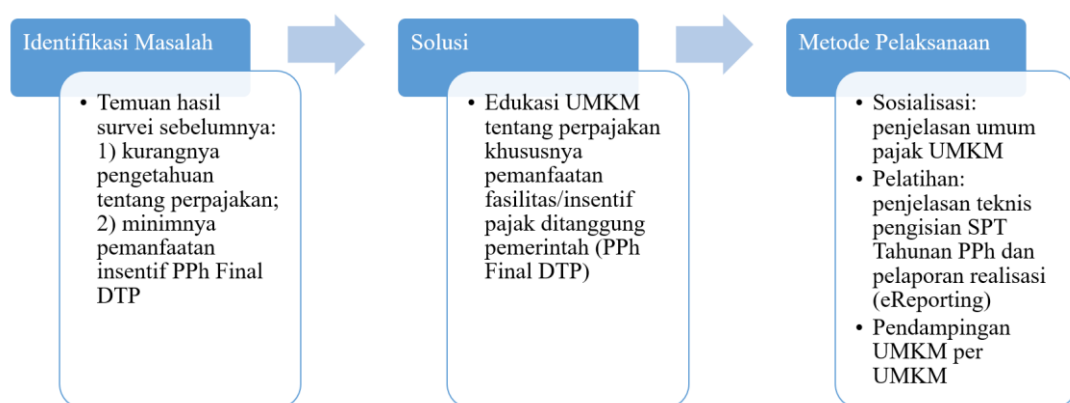 Identifikasi Masalah
• Temuan hasil
survei sebelumnya:
1) kurangnya
pengetahuan
tentang perpajakan;
2) minimnya
pemanfaatan
insentif PPh Final
DTP
Solusi
• Edukasi UMKM
tentang perpajakan
khususnya
pemanfaatan
fasilitas/insentif
pajak ditanggung
pemerintah (PPh
Final DTP)
Metode Pelaksanaan
• Sosialisasi:
penjelasan umum
pajak UMKM
• Pelatihan:
penjelasan teknis
pengisian SPT
Tahunan PPh dan
pelaporan realisasi
(eReporting)
• Pendampingan
UMKM per
UMKM